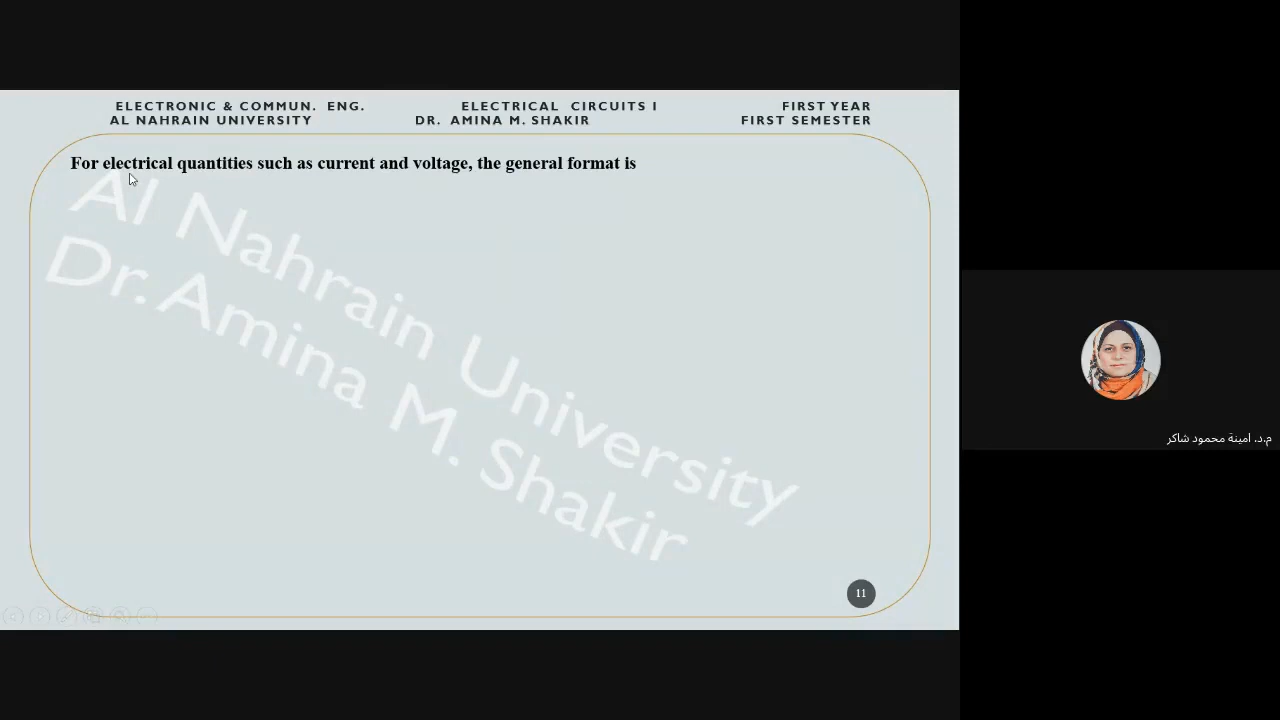 ELECTRONIC & COMMUN. ENG. ELECTRICAL CIRCUITS I FIRST YEAR
AL NAHRAIN UNIVERSITY DR. AMINA M. SHAKIR FIRST SEMESTER
For electrical quantities such as current and voltage, the general format is
Al Nahrain University
Dr. Amina M. Shakir
11
م.د. امينة محمود شاكر